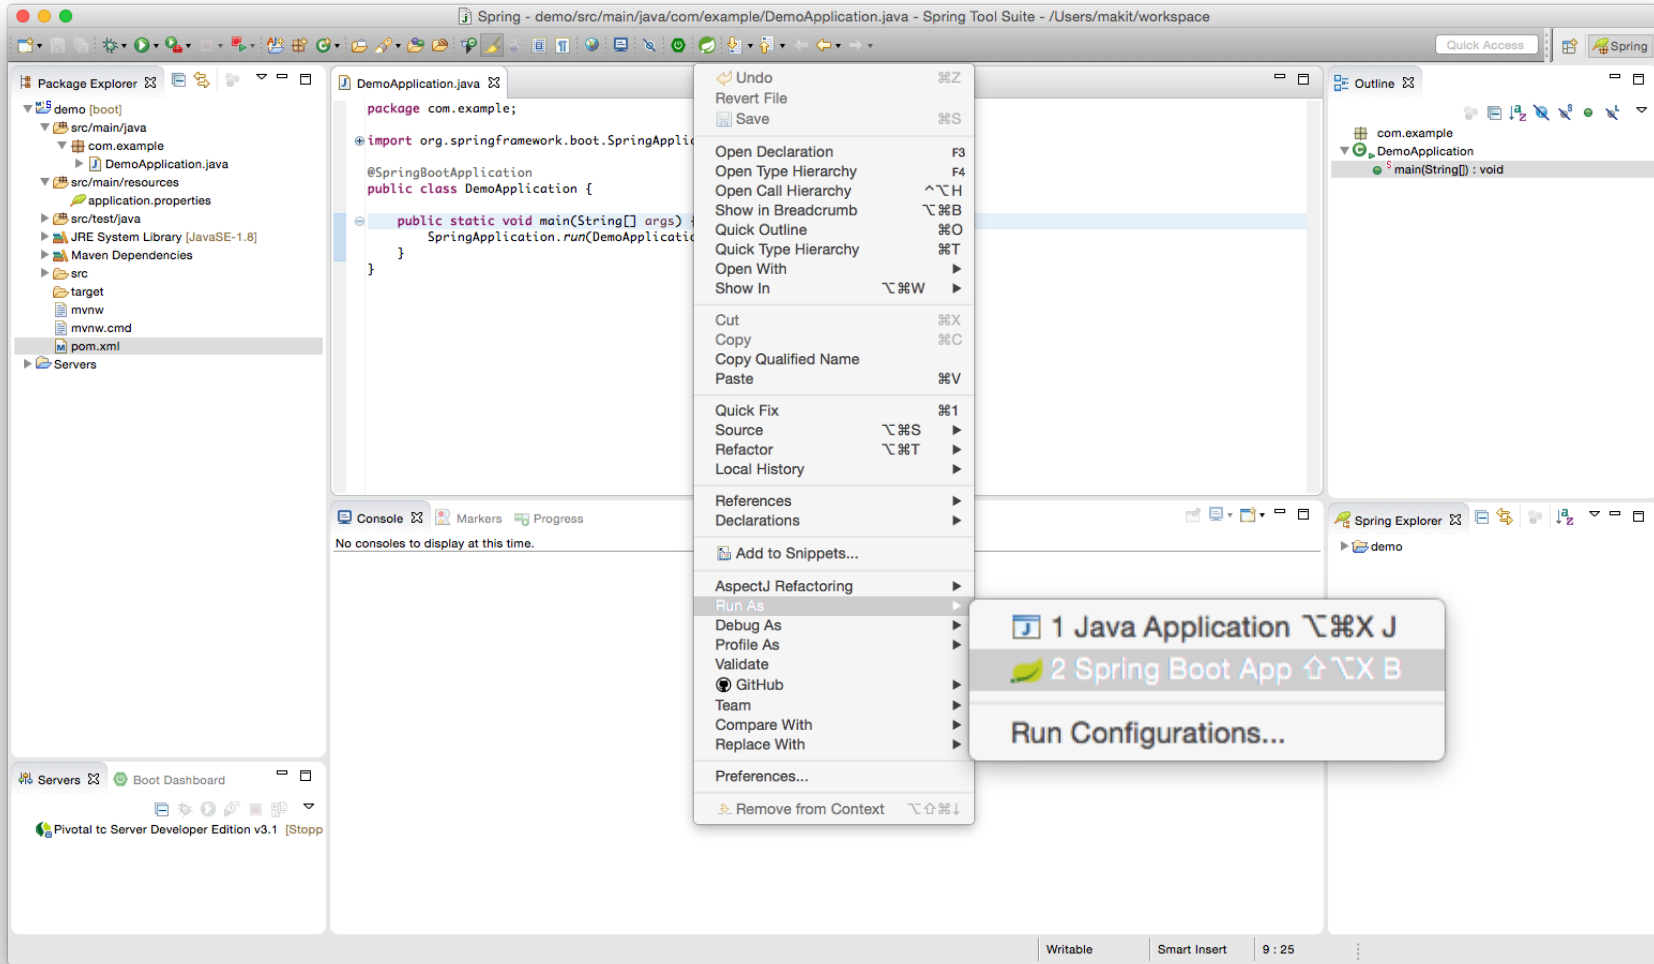 Spring - demo/src/main/java/com/example/DemoApplication.java - Spring Tool Suite - /Users/makit/workspace
Quick Access
Spring
Package Explorer
demo [boot]
src/main/java
com.example
DemoApplication.java
src/main/resources
application.properties
src/test/java
JRE System Library [JavaSE-1.8]
Maven Dependencies
src
target
mvnw
mvnw.cmd
pom.xml
Servers
DemoApplication.java
package com.example;
import org.springframework.boot.SpringApplic
@SpringBootApplication
public class DemoApplication {
public static void main(String[] args) {
SpringApplication.run(DemoApplicatio
}
}
Undo ⌘Z
Revert File
Save ⌘S
Open Declaration F3
Open Type Hierarchy F4
Open Call Hierarchy ^⌥H
Show in Breadcrumb ⌥⌘B
Quick Outline ⌘O
Quick Type Hierarchy ⌘T
Open With
Show In ⌥⌘W
Cut ⌘X
Copy ⌘C
Copy Qualified Name
Paste ⌘V
Quick Fix ⌘1
Source ⌥⌘S
Refactor ⌥⌘T
Local History
References
Declarations
Add to Snippets...
AspectJ Refactoring
Run As
Debug As
Profile As
Validate
GitHub
Team
Compare With
Replace With
Preferences...
Remove from Context ⌥⇧⌘↓
1 Java Application ⌥⌘X J
2 Spring Boot App ⇧⌥X B
Run Configurations...
Outline
com.example
DemoApplication
main(String[]) : void
Console
Markers
Progress
No consoles to display at this time.
Spring Explorer
demo
Servers
Boot Dashboard
Pivotal tc Server Developer Edition v3.1 [Stopp
Writable
Smart Insert
9 : 25